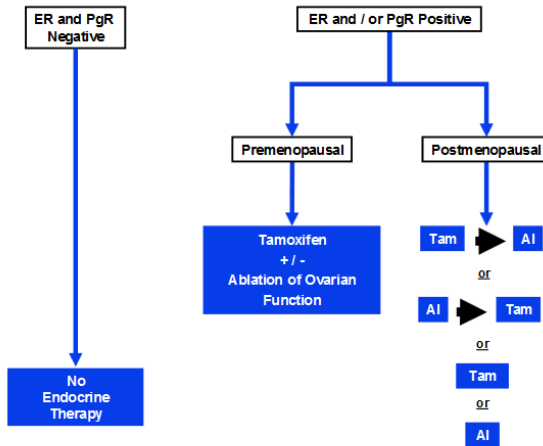 ER and PgR
Negative
ER and / or PgR Positive
Premenopausal
Postmenopausal
Tamoxifen
+ / -
Ablation of Ovarian
Function
Tam
AI
or
AI
Tam
or
Tam
or
AI
No
Endocrine
Therapy